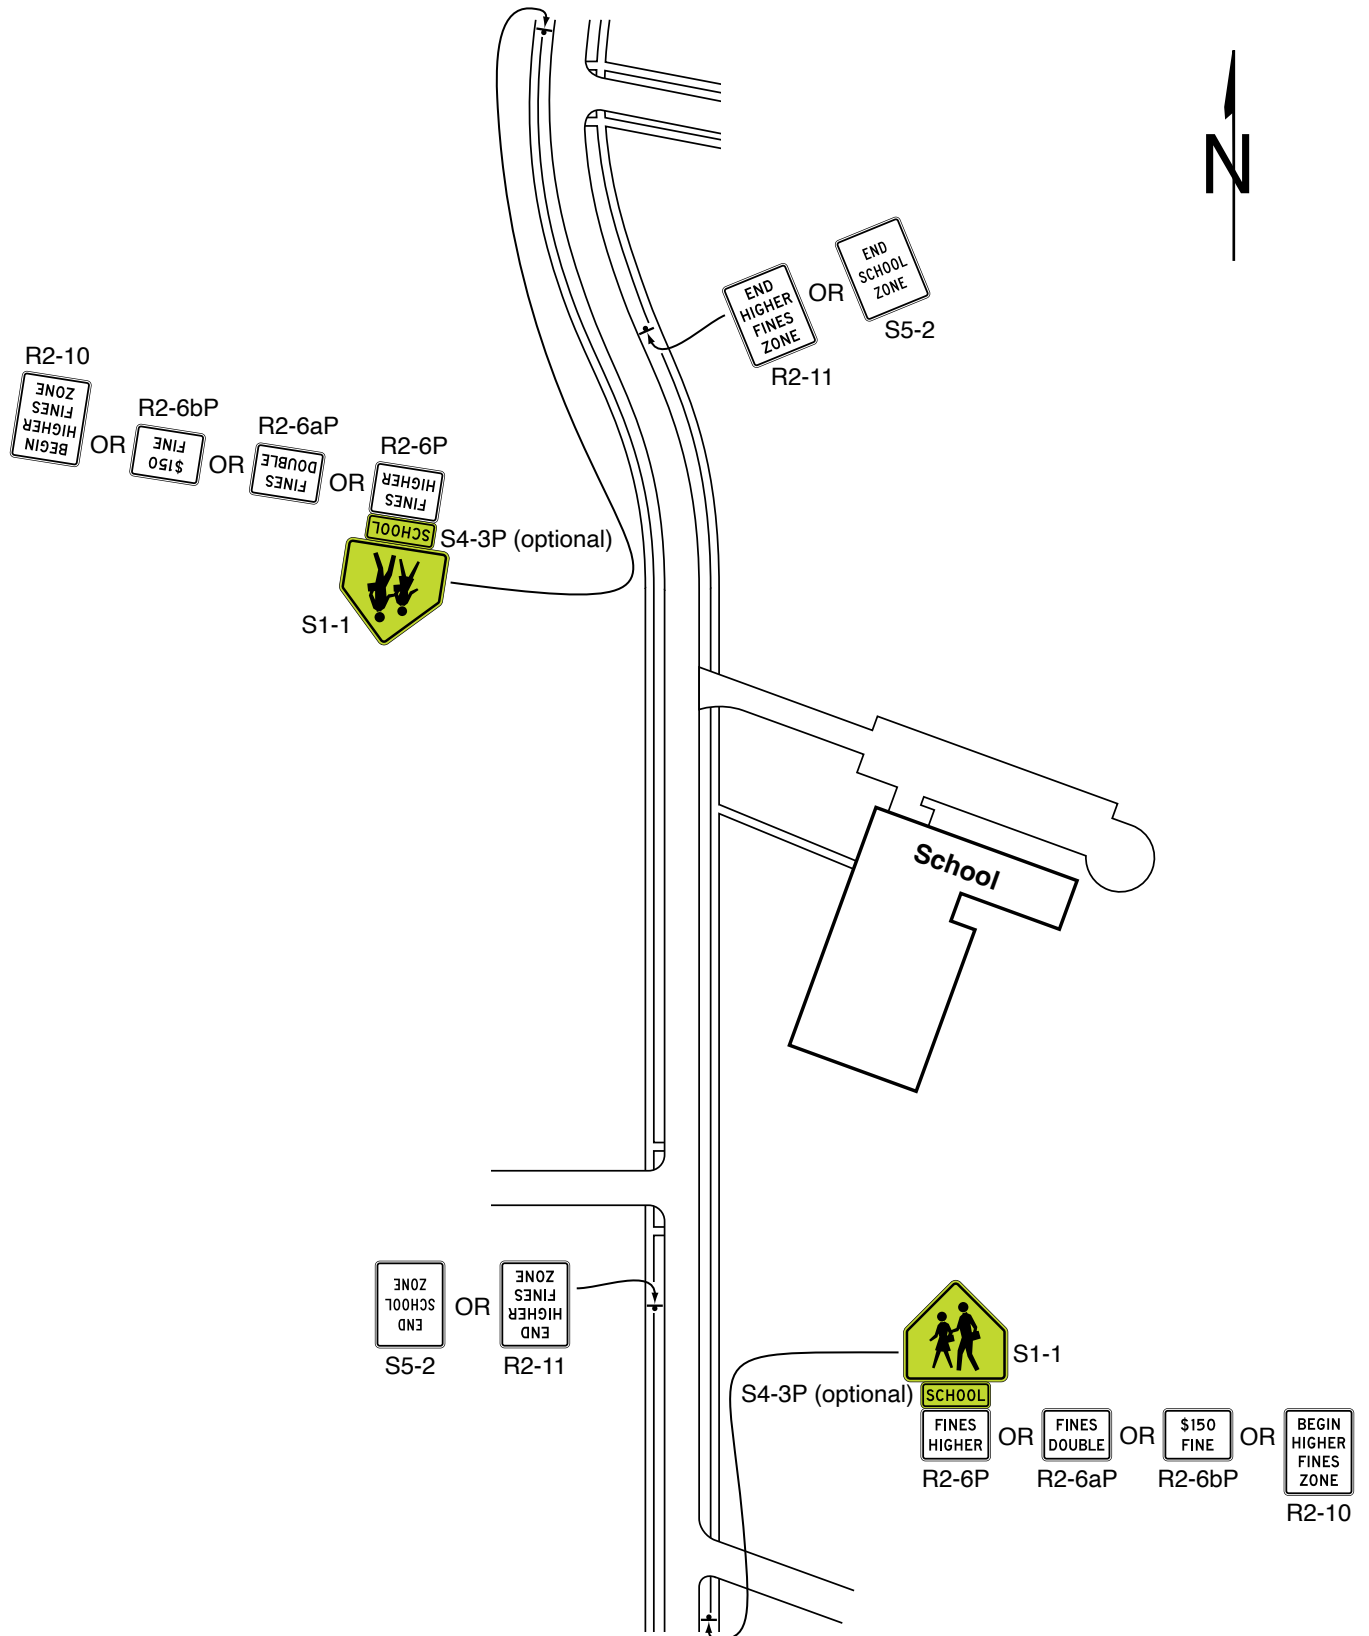 N
END
SCHOOL
ZONE
S5-2
OR
END
HIGHER
FINES
ZONE
R2-11
R2-10
BEGIN
HIGHER
FINES
ZONE
OR
R2-6bP
$150
FINE
OR
R2-6aP
FINES
DOUBLE
OR
R2-6P
FINES
HIGHER
SCHOOL
S4-3P (optional)
S1-1
School
END
SCHOOL
ZONE
S5-2
OR
END
HIGHER
FINES
ZONE
R2-11
S1-1
S4-3P (optional)
SCHOOL
FINES
HIGHER
R2-6P
OR
FINES
DOUBLE
R2-6aP
OR
$150
FINE
R2-6bP
OR
BEGIN
HIGHER
FINES
ZONE
R2-10